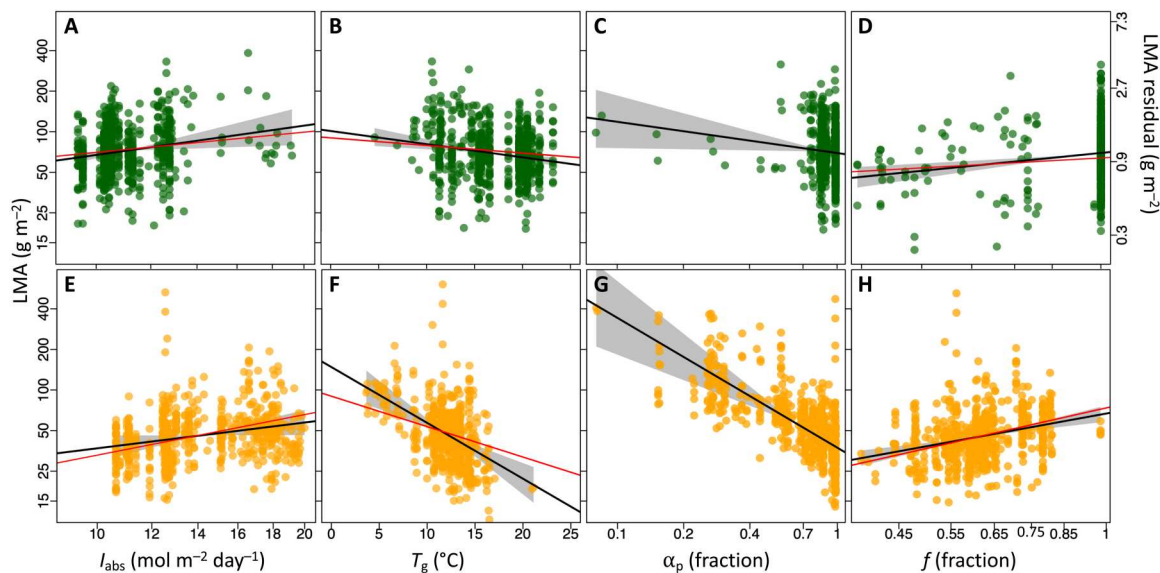 A B C D
LMA (g m⁻²)
400
200
100
50
25
15
LMA residual (g m⁻²)
7.3
2.7
0.9
0.3
E F G H
400
200
100
50
25
15
10 12 14 16 18 20
0 5 10 15 20 25
0.1 0.2 0.4 0.7 1
0.45 0.55 0.65 0.75 0.85 1
I_abs (mol m⁻² day⁻¹) T_g (°C) α_p (fraction) f (fraction)